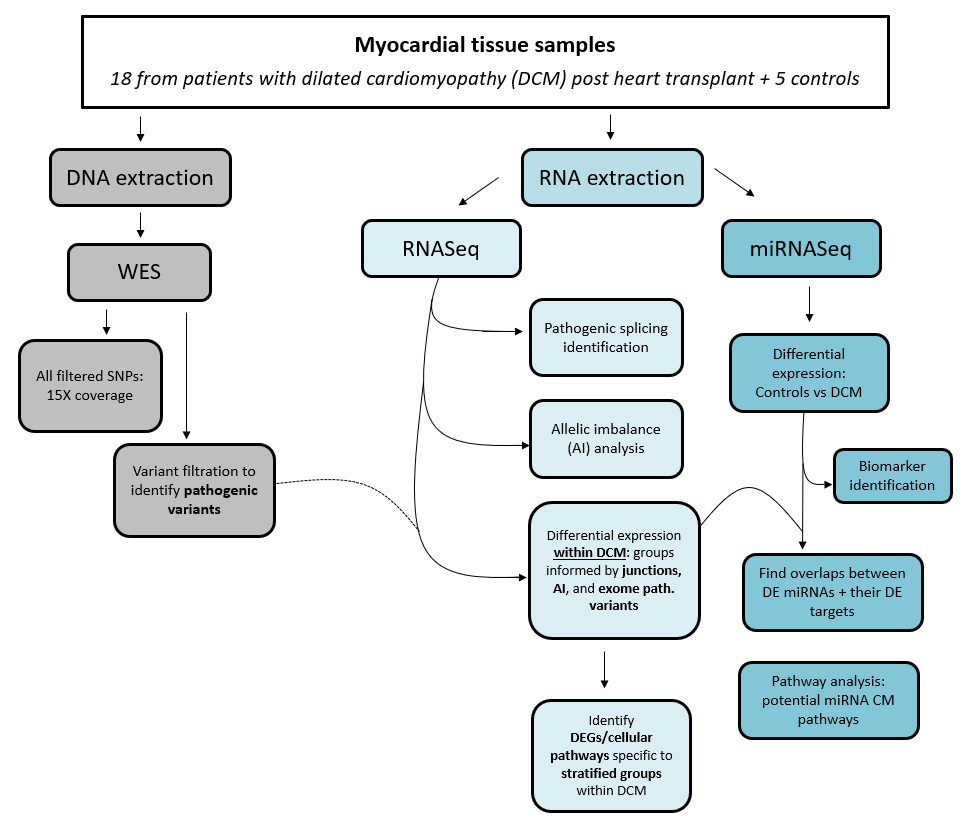 Myocardial tissue samples
18 from patients with dilated cardiomyopathy (DCM) post heart transplant + 5 controls
DNA extraction
WES
All filtered SNPs:
15X coverage
Variant filtration to
identify pathogenic
variants
RNA extraction
RNASeq
Pathogenic splicing
identification
Allelic imbalance
(AI) analysis
Differential expression
within DCM: groups
informed by junctions,
AI, and exome path.
variants
Identify
DEGs/cellular
pathways specific to
stratified groups
within DCM
miRNASeq
Differential
expression:
Controls vs DCM
Biomarker
identification
Find overlaps between
DE miRNAs + their DE
targets
Pathway analysis:
potential miRNA CM
pathways